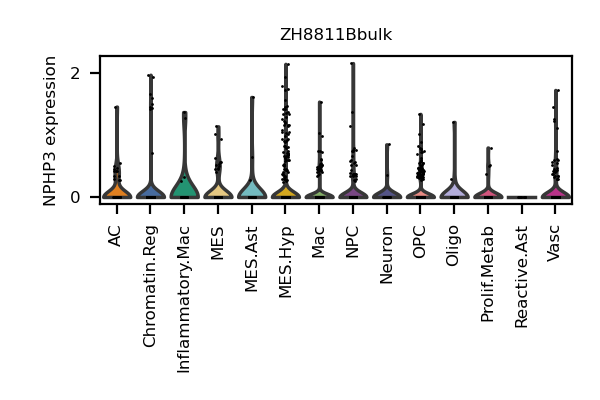 ZH8811Bbulk
NPHP3 expression
2
0
AC
Chromatin.Reg
Inflammatory.Mac
MES
MES.Ast
MES.Hyp
Mac
NPC
Neuron
OPC
Oligo
Prolif.Metab
Reactive.Ast
Vasc